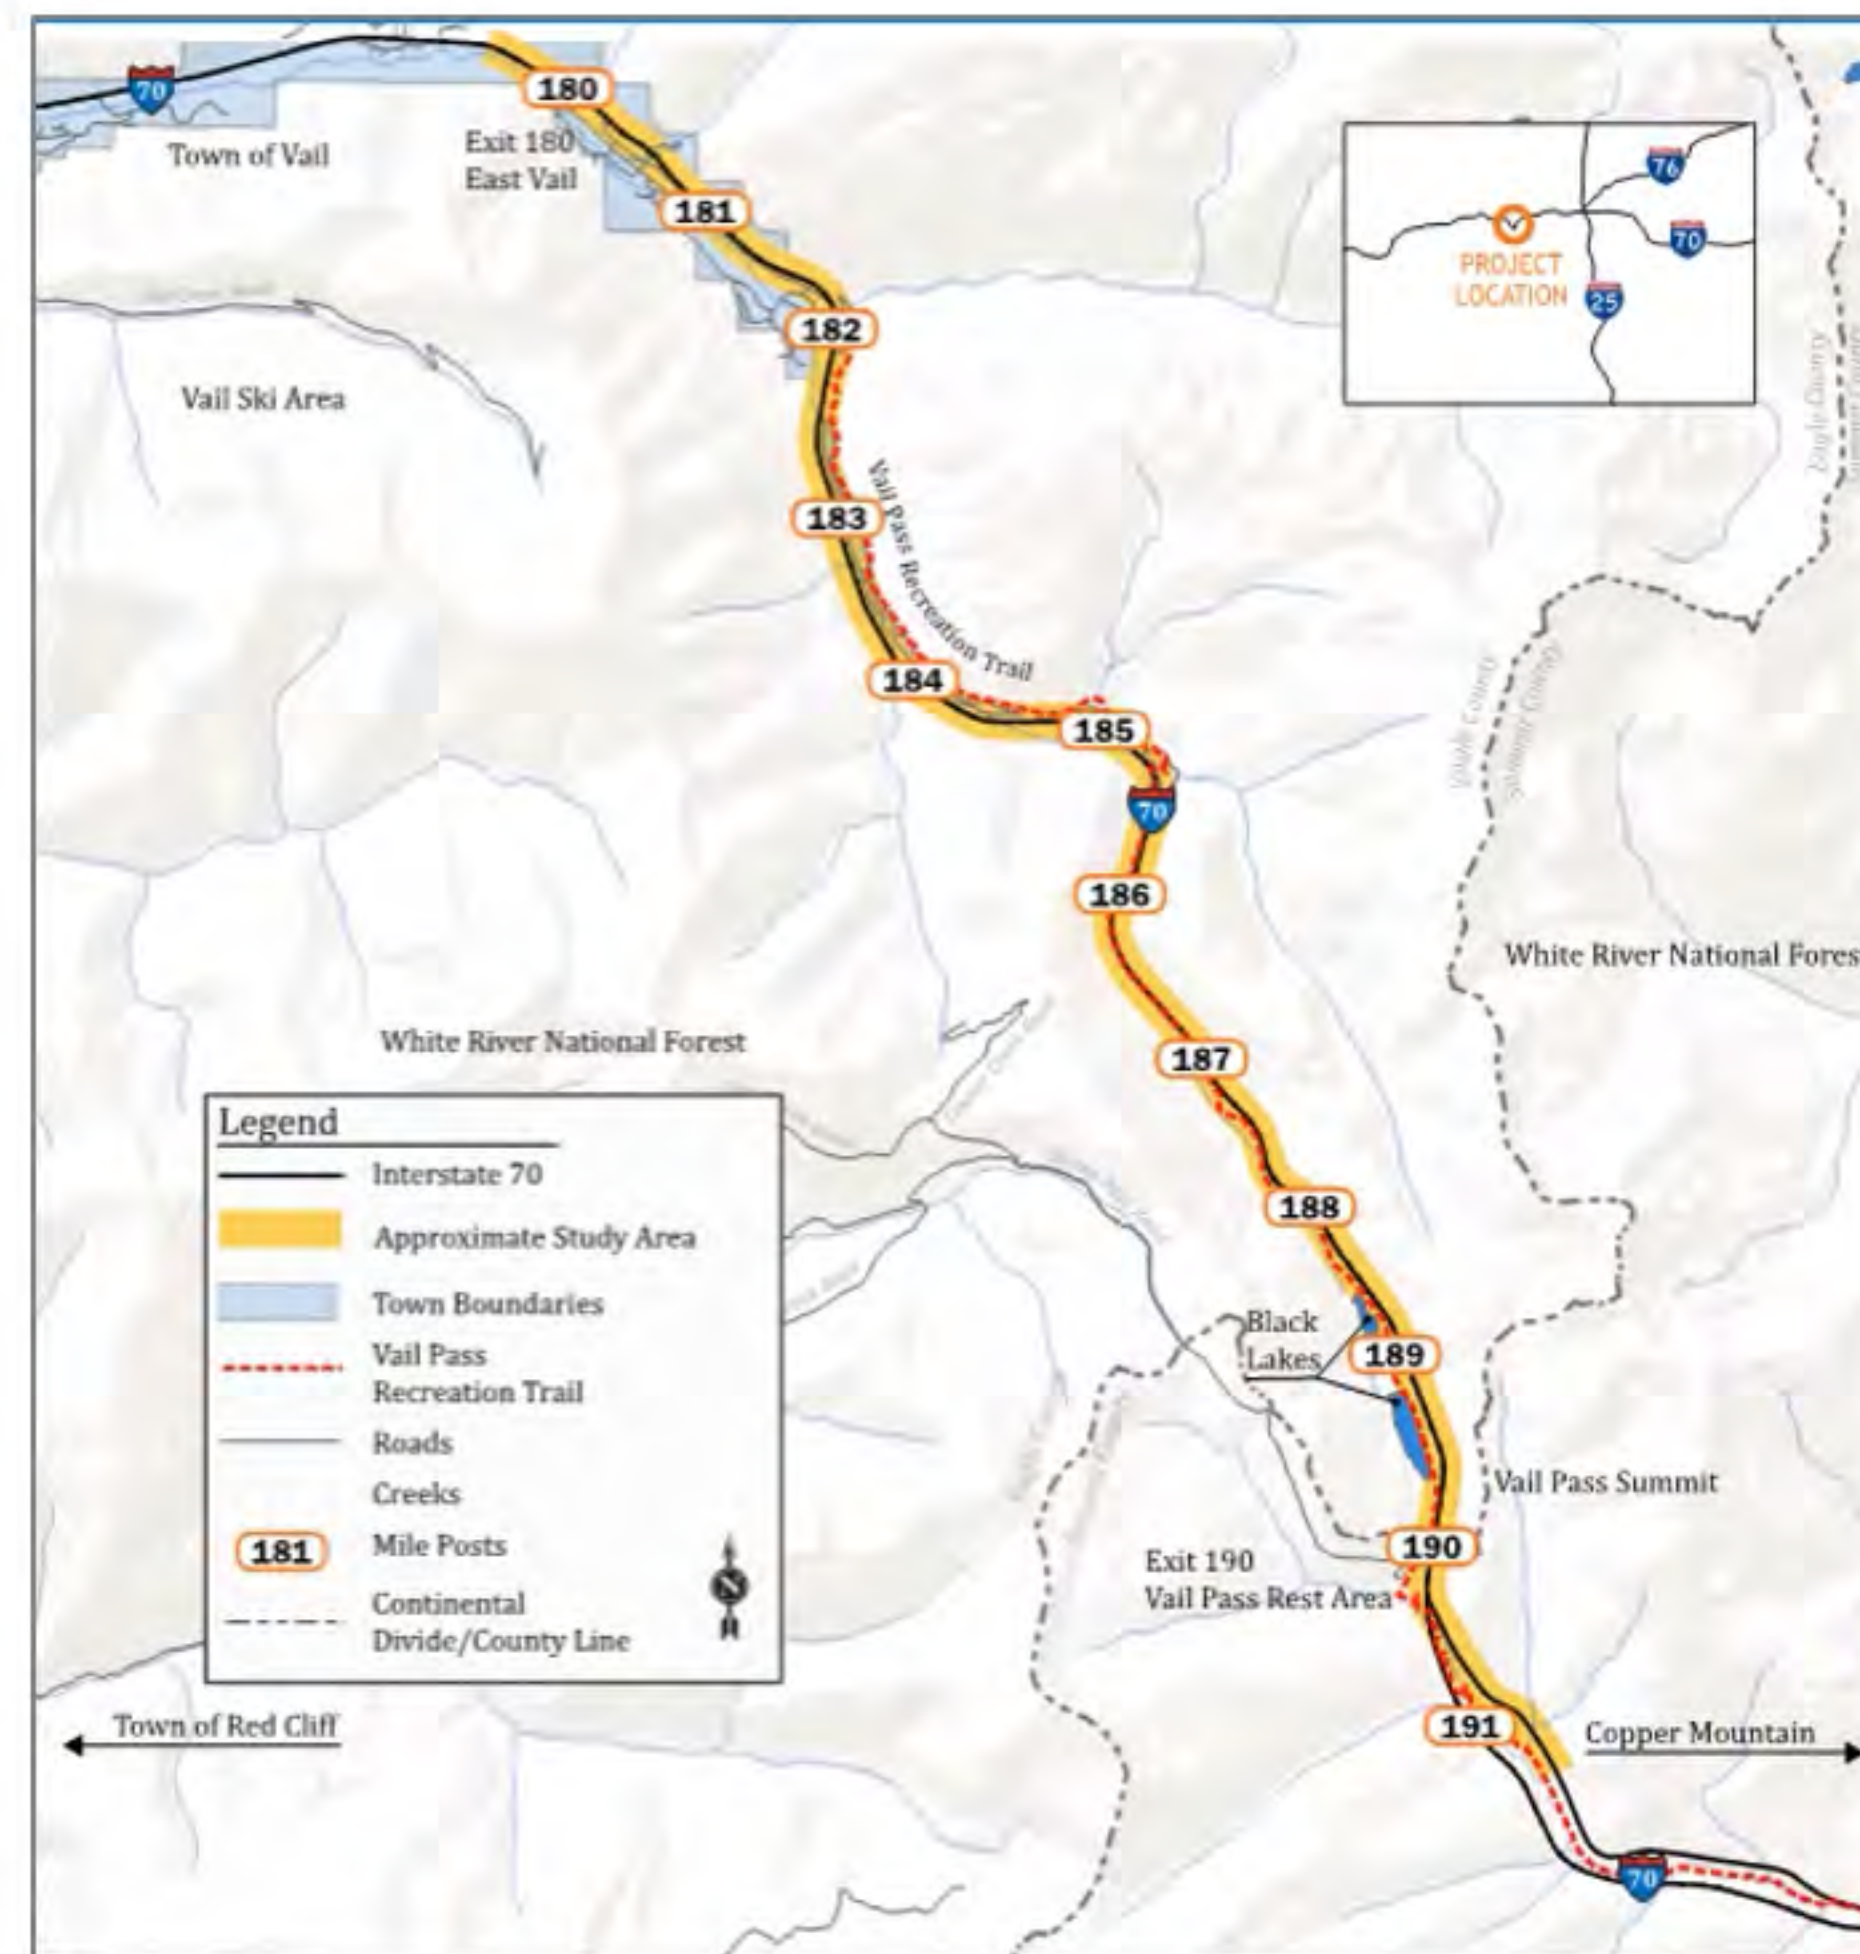 70
180
Town of Vail
Exit 180
East Vail
181
182
76
70
PROJECT
LOCATION
25
Vail Ski Area
183
Vail Pass Recreation Trail
184
185
70
Eagle County
Summit County
186
White River National Fores
White River National Forest
187
188
Black
Lakes
189
Vail Pass Summit
190
Exit 190
Vail Pass Rest Area
191
Copper Mountain
70
Legend
Interstate 70
Approximate Study Area
Town Boundaries
Vail Pass
Recreation Trail
Roads
Creeks
181
Mile Posts
N
Continental
Divide/County Line
Town of Red Cliff